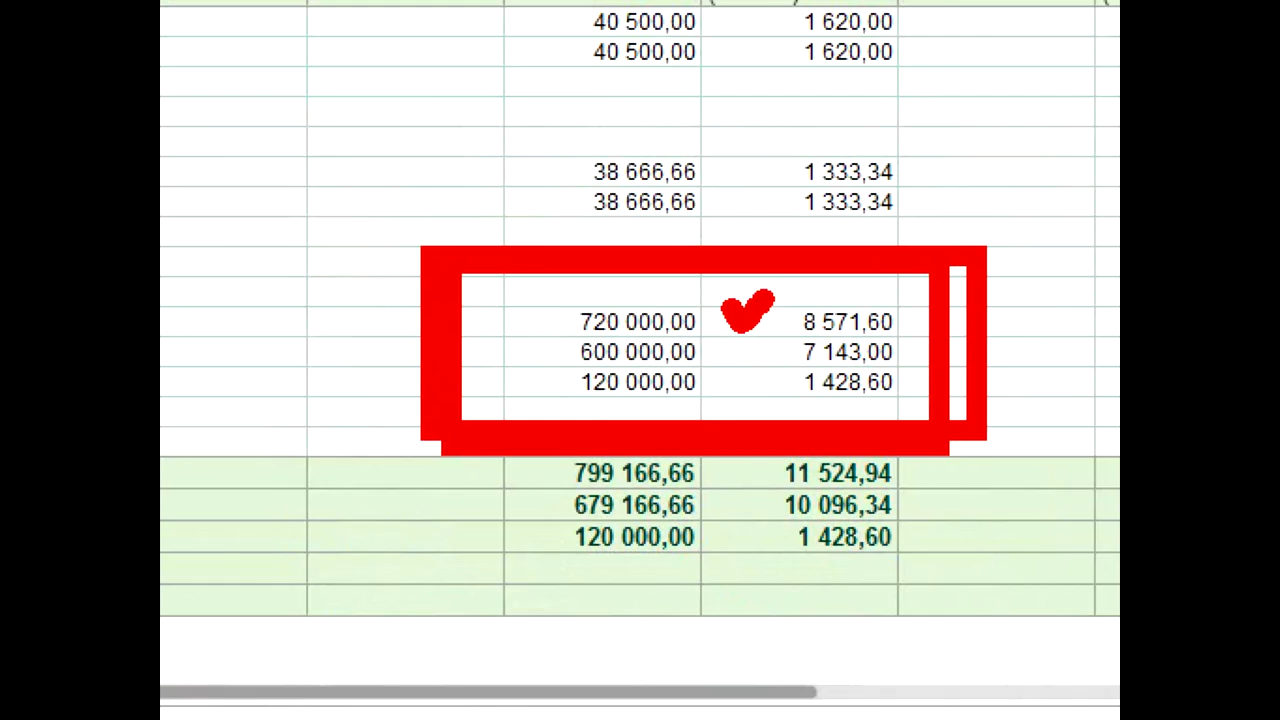 40 500,00 1 620,00
40 500,00 1 620,00
38 666,66 1 333,34
38 666,66 1 333,34
720 000,00 8 571,60
600 000,00 7 143,00
120 000,00 1 428,60
799 166,66 11 524,94
679 166,66 10 096,34
120 000,00 1 428,60